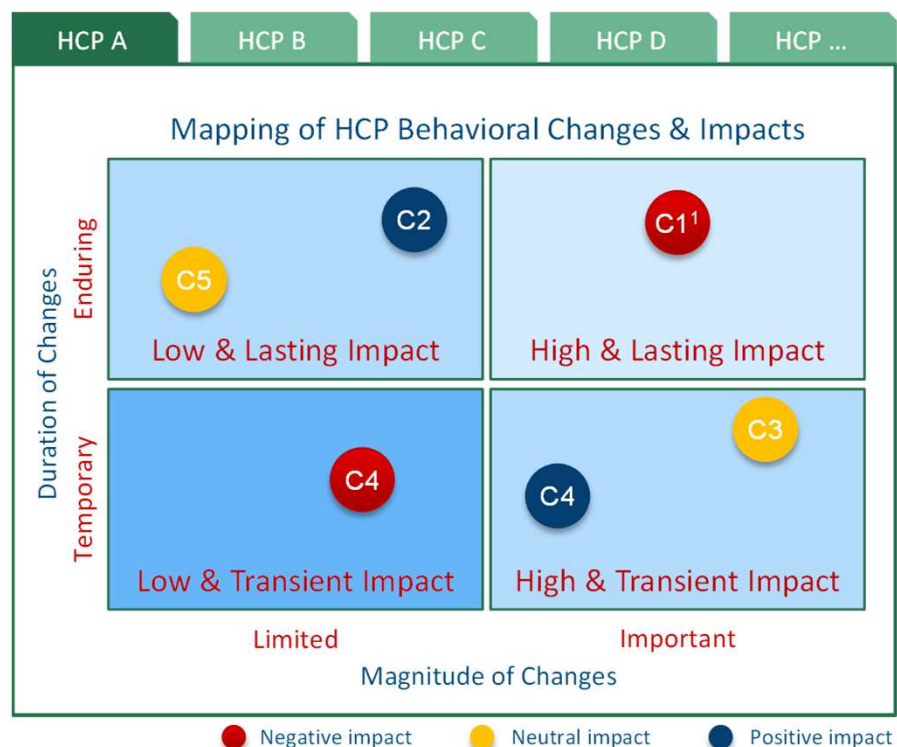 HCP A
HCP B
HCP C
HCP D
HCP ...
Mapping of HCP Behavioral Changes & Impacts
Duration of Changes
Enduring
Temporary
C2
C1¹
C5
Low & Lasting Impact
High & Lasting Impact
C3
C4
C4
Low & Transient Impact
High & Transient Impact
Limited
Important
Magnitude of Changes
Negative impact
Neutral impact
Positive impact